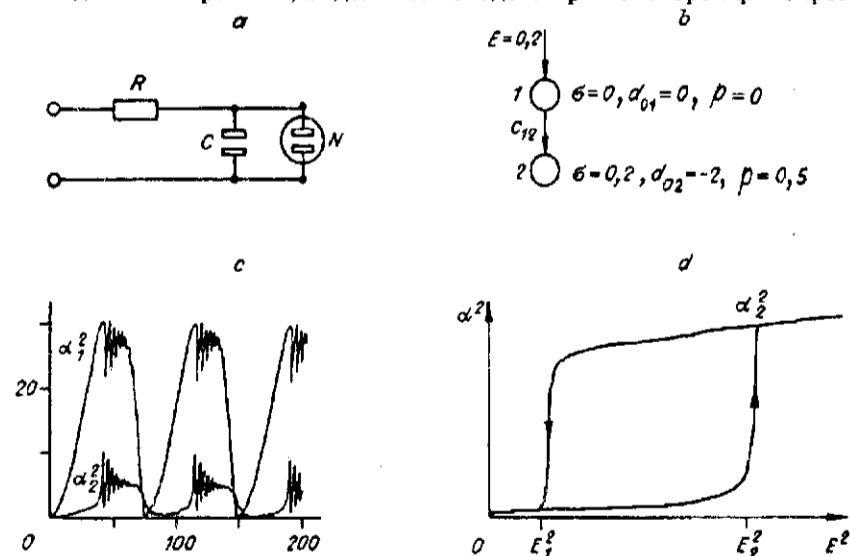 a
b
R
C
N
E=0,2
1 σ=0, d₀₁=0, p=0
C₁₂
2 σ=0,2, d₀₂=-2, p=0,5
c
d
α₁²
20
α₂²
0 100 200
α²
α₂²
0 E₁² E₂² E²